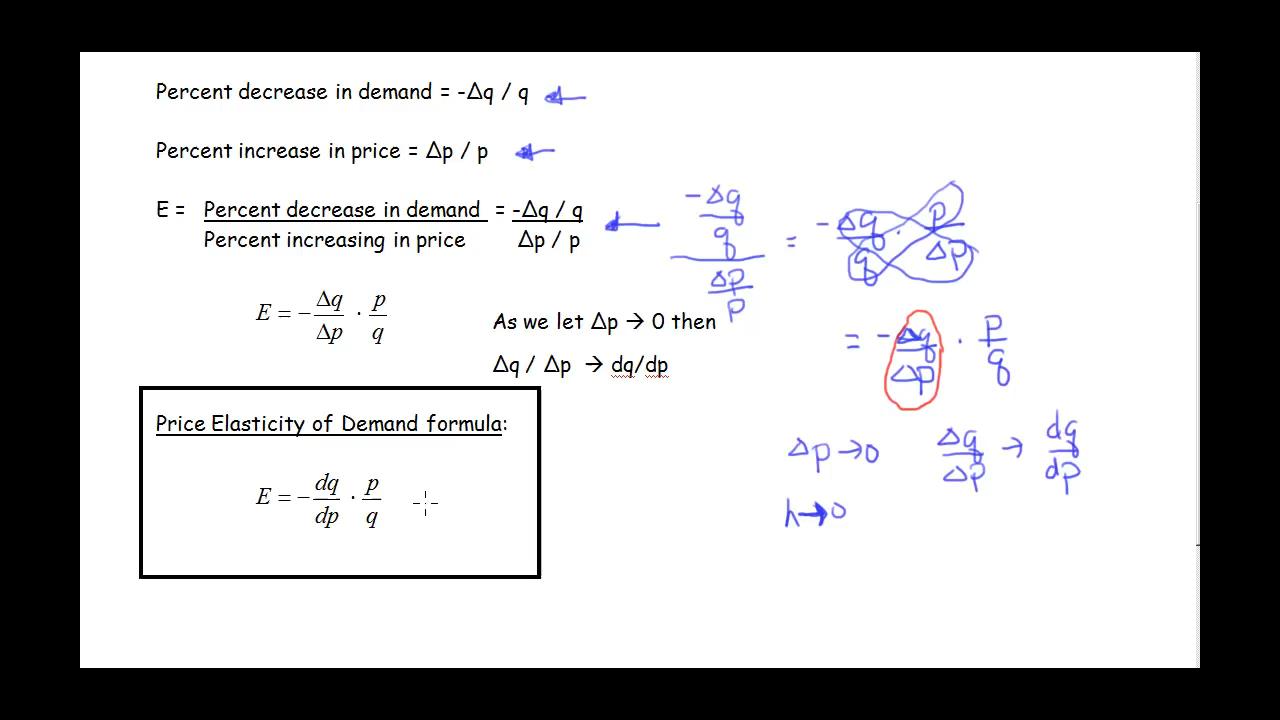 Percent decrease in demand = -Δq / q
Percent increase in price = Δp / p
E = Percent decrease in demand = -Δq / q
Percent increasing in price Δp / p
-Δq/q / Δp/p = -Δq/q · p/Δp
E = -Δq/Δp · p/q
As we let Δp → 0 then
Δq / Δp → dq/dp
= -Δq/Δp · p/q
Price Elasticity of Demand formula:
E = -dq/dp · p/q
Δp → 0 Δq/Δp → dq/dp
h → 0